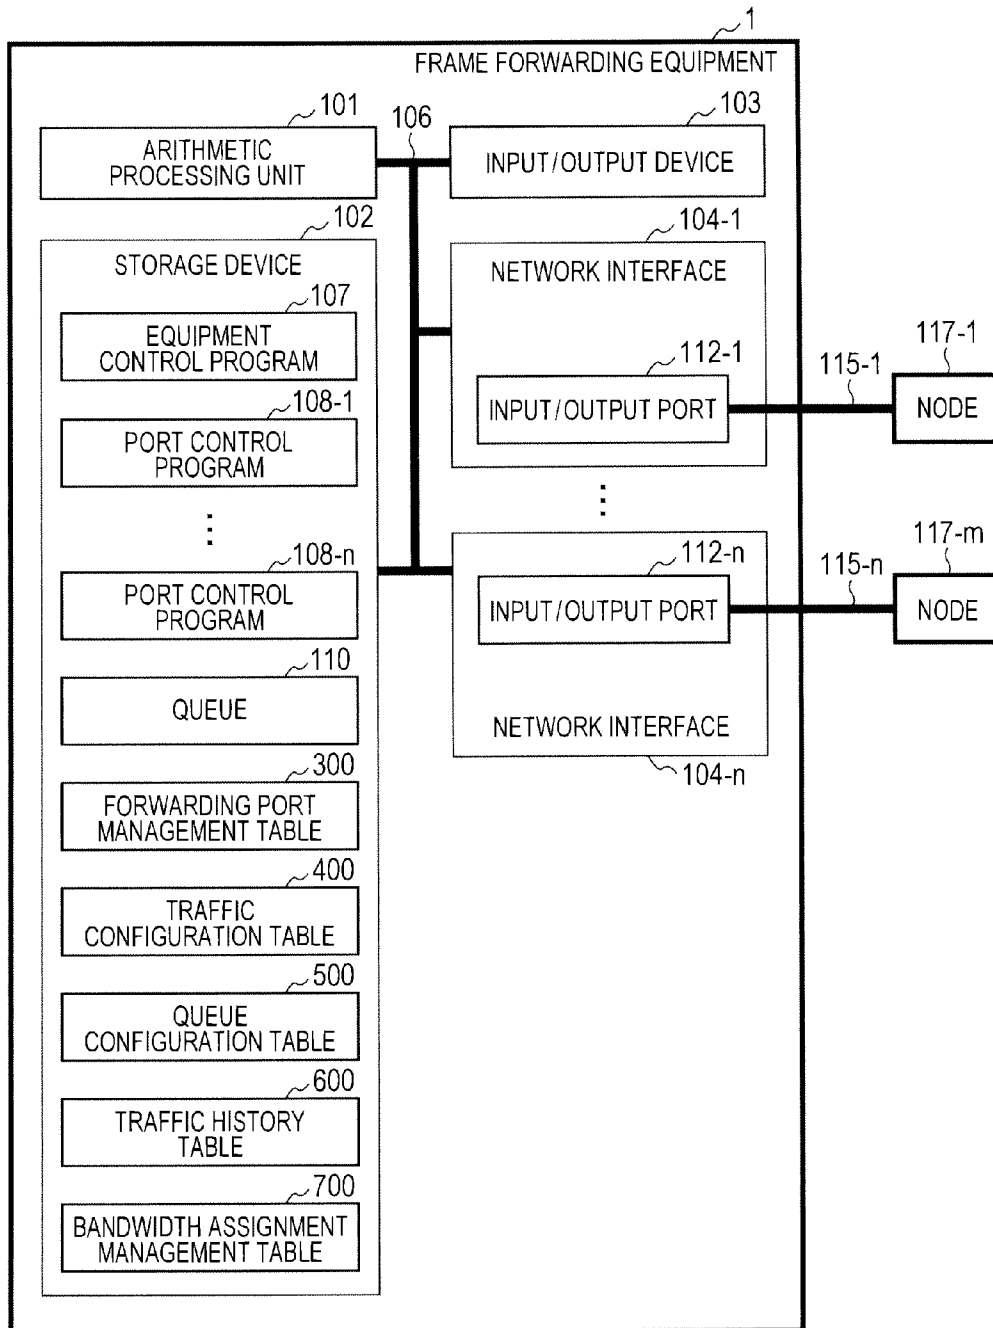 1
FRAME FORWARDING EQUIPMENT
101
ARITHMETIC
PROCESSING UNIT
106
103
INPUT/OUTPUT DEVICE
102
STORAGE DEVICE
107
EQUIPMENT
CONTROL PROGRAM
108-1
PORT CONTROL
PROGRAM
⋮
108-n
PORT CONTROL
PROGRAM
110
QUEUE
300
FORWARDING PORT
MANAGEMENT TABLE
400
TRAFFIC
CONFIGURATION TABLE
500
QUEUE
CONFIGURATION TABLE
600
TRAFFIC HISTORY
TABLE
700
BANDWIDTH ASSIGNMENT
MANAGEMENT TABLE
104-1
NETWORK INTERFACE
112-1
INPUT/OUTPUT PORT
115-1
117-1
NODE
⋮
112-n
INPUT/OUTPUT PORT
115-n
117-m
NODE
NETWORK INTERFACE
104-n